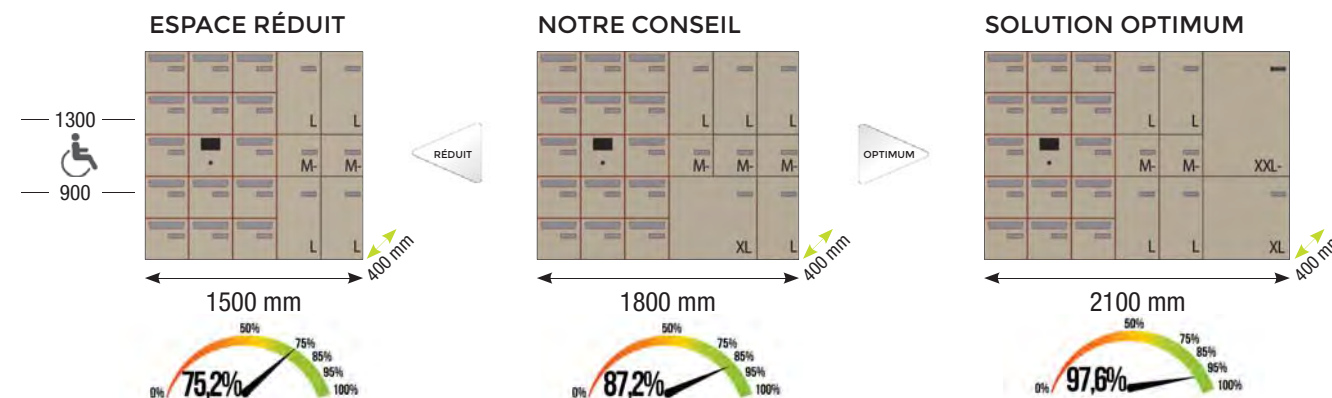 ESPACE RÉDUIT
NOTRE CONSEIL
SOLUTION OPTIMUM
1300
900
L L
M- M-
L L
RÉDUIT
L L L
M- M- M-
XL L
OPTIMUM
L L
M- M- XXL-
L L XL
400 mm
400 mm
400 mm
1500 mm
1800 mm
2100 mm
0% 50% 75% 85% 95% 100%
75,2%
0% 50% 75% 85% 95% 100%
87,2%
0% 50% 75% 85% 95% 100%
97,6%